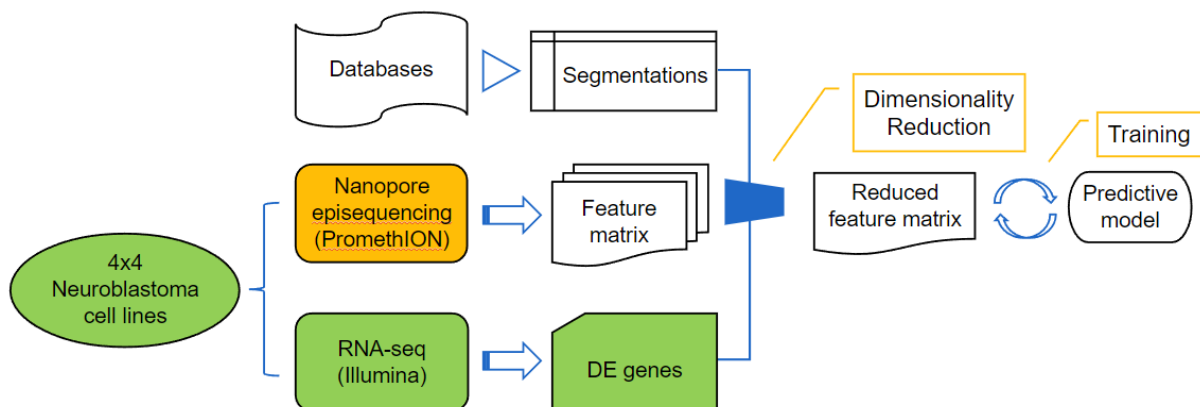 Databases
Segmentations
Dimensionality
Reduction
Training
Nanopore
episequencing
(PromethION)
Feature
matrix
Reduced
feature matrix
Predictive
model
4x4
Neuroblastoma
cell lines
RNA-seq
(Illumina)
DE genes